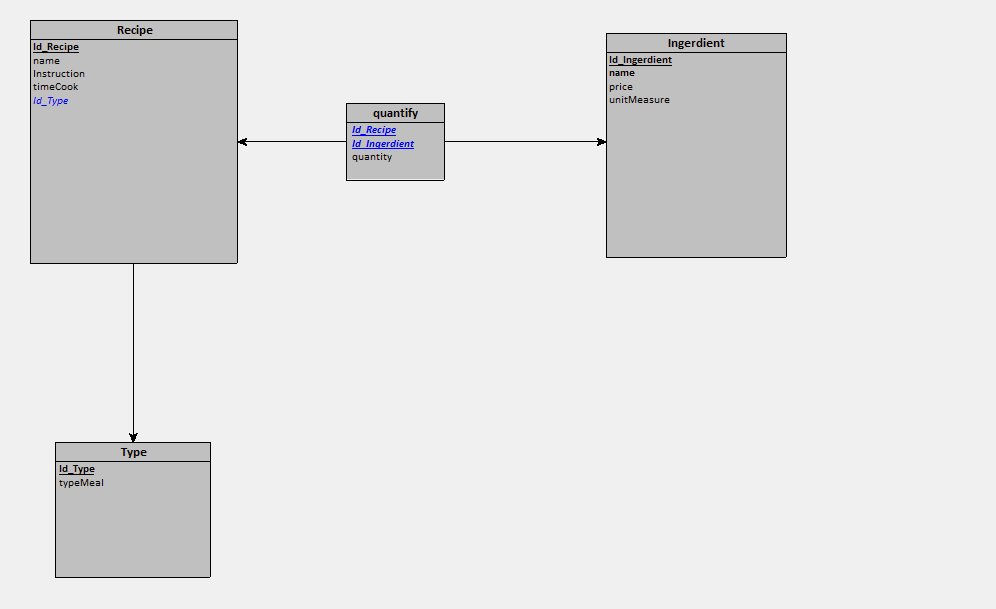 Recipe
Id_Recipe
name
Instruction
timeCook
Id_Type
quantify
Id_Recipe
Id_Ingerdient
quantity
Ingerdient
Id_Ingerdient
name
price
unitMeasure
Type
Id_Type
typeMeal